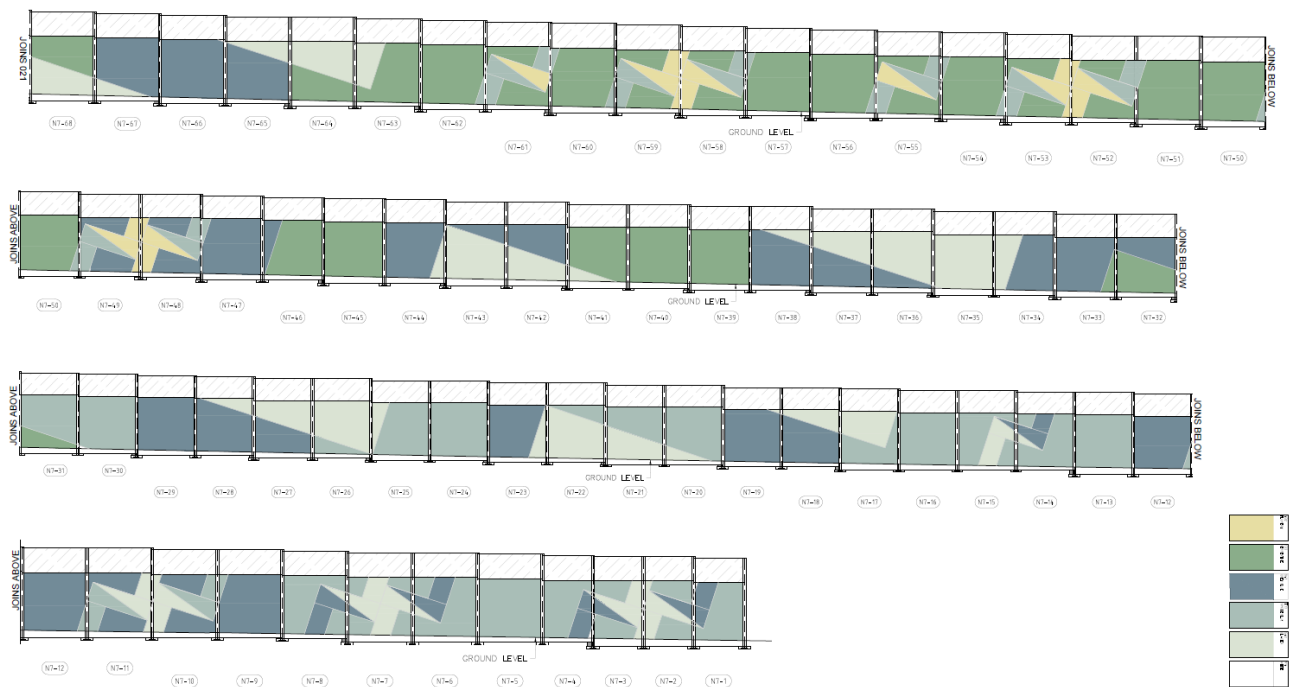 JOINS 021
JOINS BELOW
N7-68
N7-67
N7-66
N7-65
N7-64
N7-63
N7-62
N7-61
N7-60
N7-59
N7-58
N7-57
N7-56
N7-55
N7-54
N7-53
N7-52
N7-51
N7-50
GROUND LEVEL
JOINS ABOVE
JOINS BELOW
N7-50
N7-49
N7-48
N7-47
N7-46
N7-45
N7-44
N7-43
N7-42
N7-41
N7-40
N7-39
N7-38
N7-37
N7-36
N7-35
N7-34
N7-33
N7-32
GROUND LEVEL
JOINS ABOVE
JOINS BELOW
N7-31
N7-30
N7-29
N7-28
N7-27
N7-26
N7-25
N7-24
N7-23
N7-22
N7-21
N7-20
N7-19
N7-18
N7-17
N7-16
N7-15
N7-14
N7-13
N7-12
GROUND LEVEL
JOINS ABOVE
N7-12
N7-11
N7-10
N7-9
N7-8
N7-7
N7-6
N7-5
N7-4
N7-3
N7-2
N7-1
GROUND LEVEL